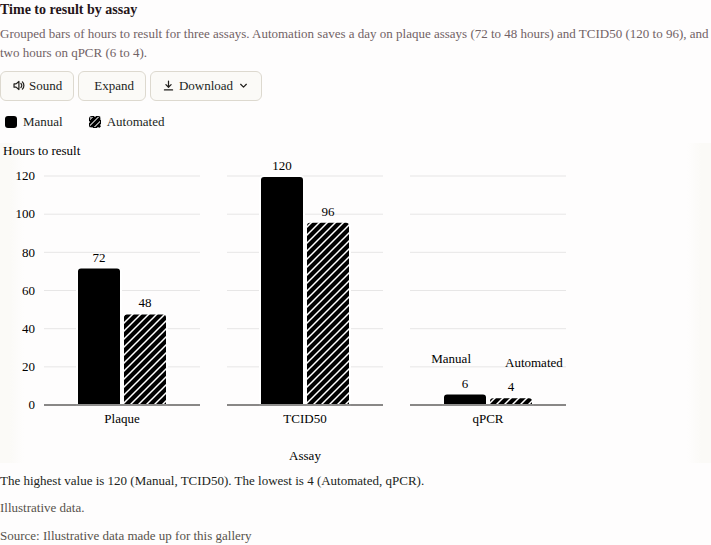 Time to result by assay
Grouped bars of hours to result for three assays. Automation saves a day on plaque assays (72 to 48 hours) and TCID50 (120 to 96), and
two hours on qPCR (6 to 4).
Sound Expand Download
Manual Automated
Hours to result
120
100
80
60
40
20
0
72
48
120
96
Manual
Automated
6
4
Plaque TCID50 qPCR
Assay
The highest value is 120 (Manual, TCID50). The lowest is 4 (Automated, qPCR).
Illustrative data.
Source: Illustrative data made up for this gallery